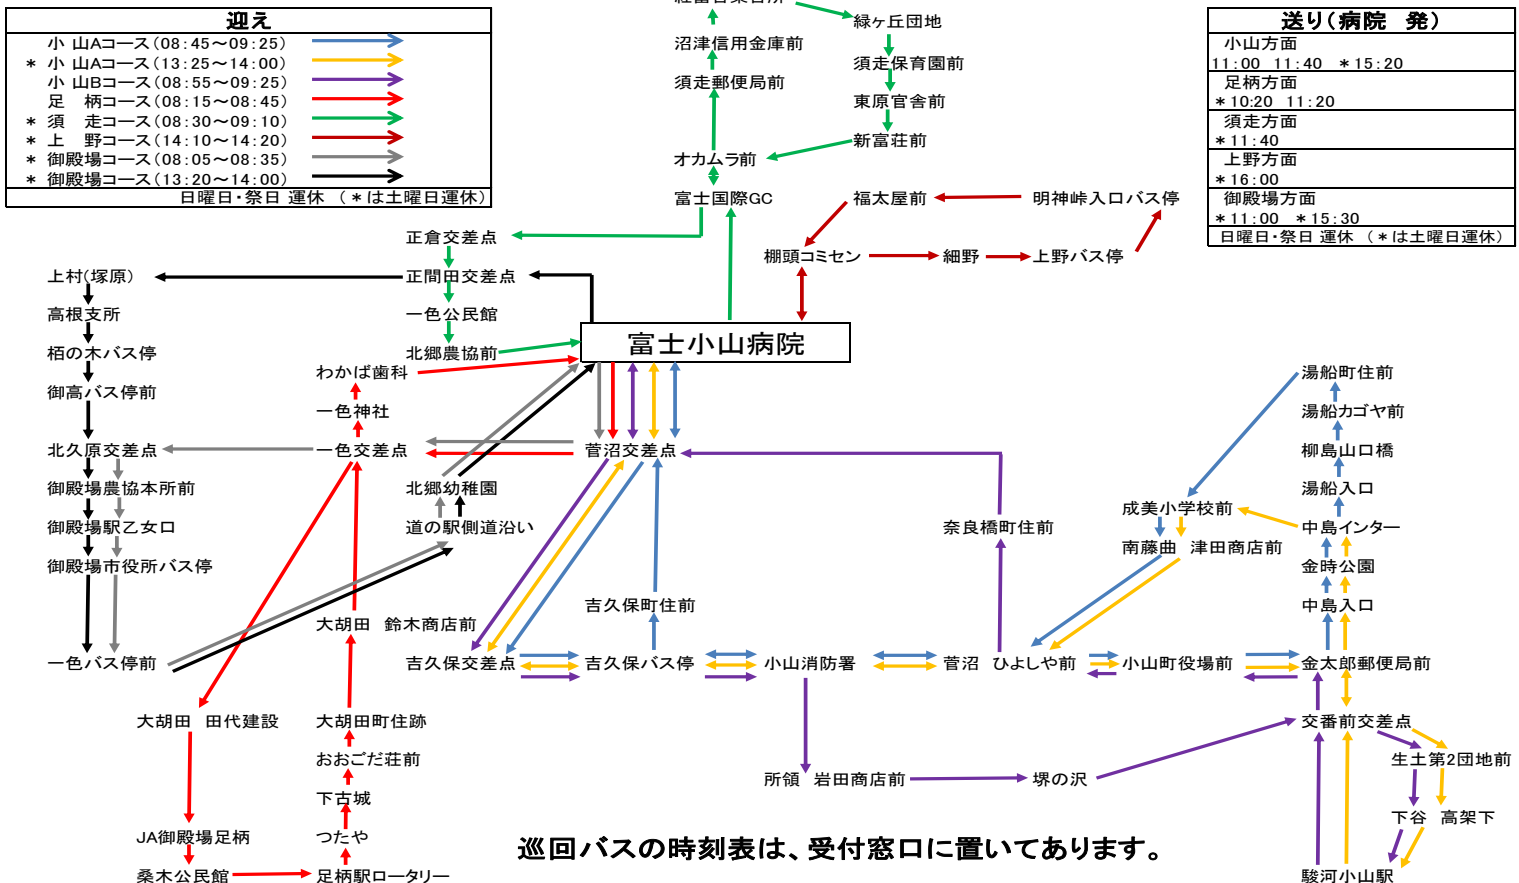 迎え
小 山Aコース(08:45～09:25)
* 小 山Aコース(13:25～14:00)
小 山Bコース(08:55～09:25)
足　柄コース(08:15～08:45)
* 須　走コース(08:30～09:10)
* 上　野コース(14:10～14:20)
* 御殿場コース(08:05～08:35)
* 御殿場コース(13:20～14:00)
日曜日・祭日 運休 （＊は土曜日運休）
送り（病院　発）
小山方面
11:00 11:40 ＊15:20
足柄方面
＊10:20 11:20
須走方面
＊11:40
上野方面
＊16:00
御殿場方面
＊11:00 ＊15:30
日曜日・祭日 運休 （＊は土曜日運休）
緑ヶ丘団地
沼津信用金庫前
須走保育園前
須走郵便局前
東原官舎前
新富荘前
オカムラ前
富士国際GC
福太屋前
明神峠入口バス停
正倉交差点
棚頭コミセン
細野
上野バス停
上村(塚原)
正間田交差点
高根支所
一色公民館
富士小山病院
栢の木バス停
北郷農協前
わかば歯科
湯船町住前
御高バス停前
一色神社
湯船カゴヤ前
北久原交差点
一色交差点
菅沼交差点
柳島山口橋
御殿場農協本所前
北郷幼稚園
湯船入口
成美小学校前
御殿場駅乙女口
道の駅側道沿い
奈良橋町住前
中島インター
南藤曲　津田商店前
御殿場市役所バス停
金時公園
吉久保町住前
中島入口
大胡田　鈴木商店前
一色バス停前
吉久保交差点
吉久保バス停
小山消防署
菅沼　ひよしや前
小山町役場前
金太郎郵便局前
大胡田　田代建設
大胡田町住跡
交番前交差点
おおごだ荘前
生土第2団地前
所領　岩田商店前
堺の沢
下古城
下谷
高架下
JA御殿場足柄
つたや
巡回バスの時刻表は、受付窓口に置いてあります。
桑木公民館
足柄駅ロータリー
駿河小山駅